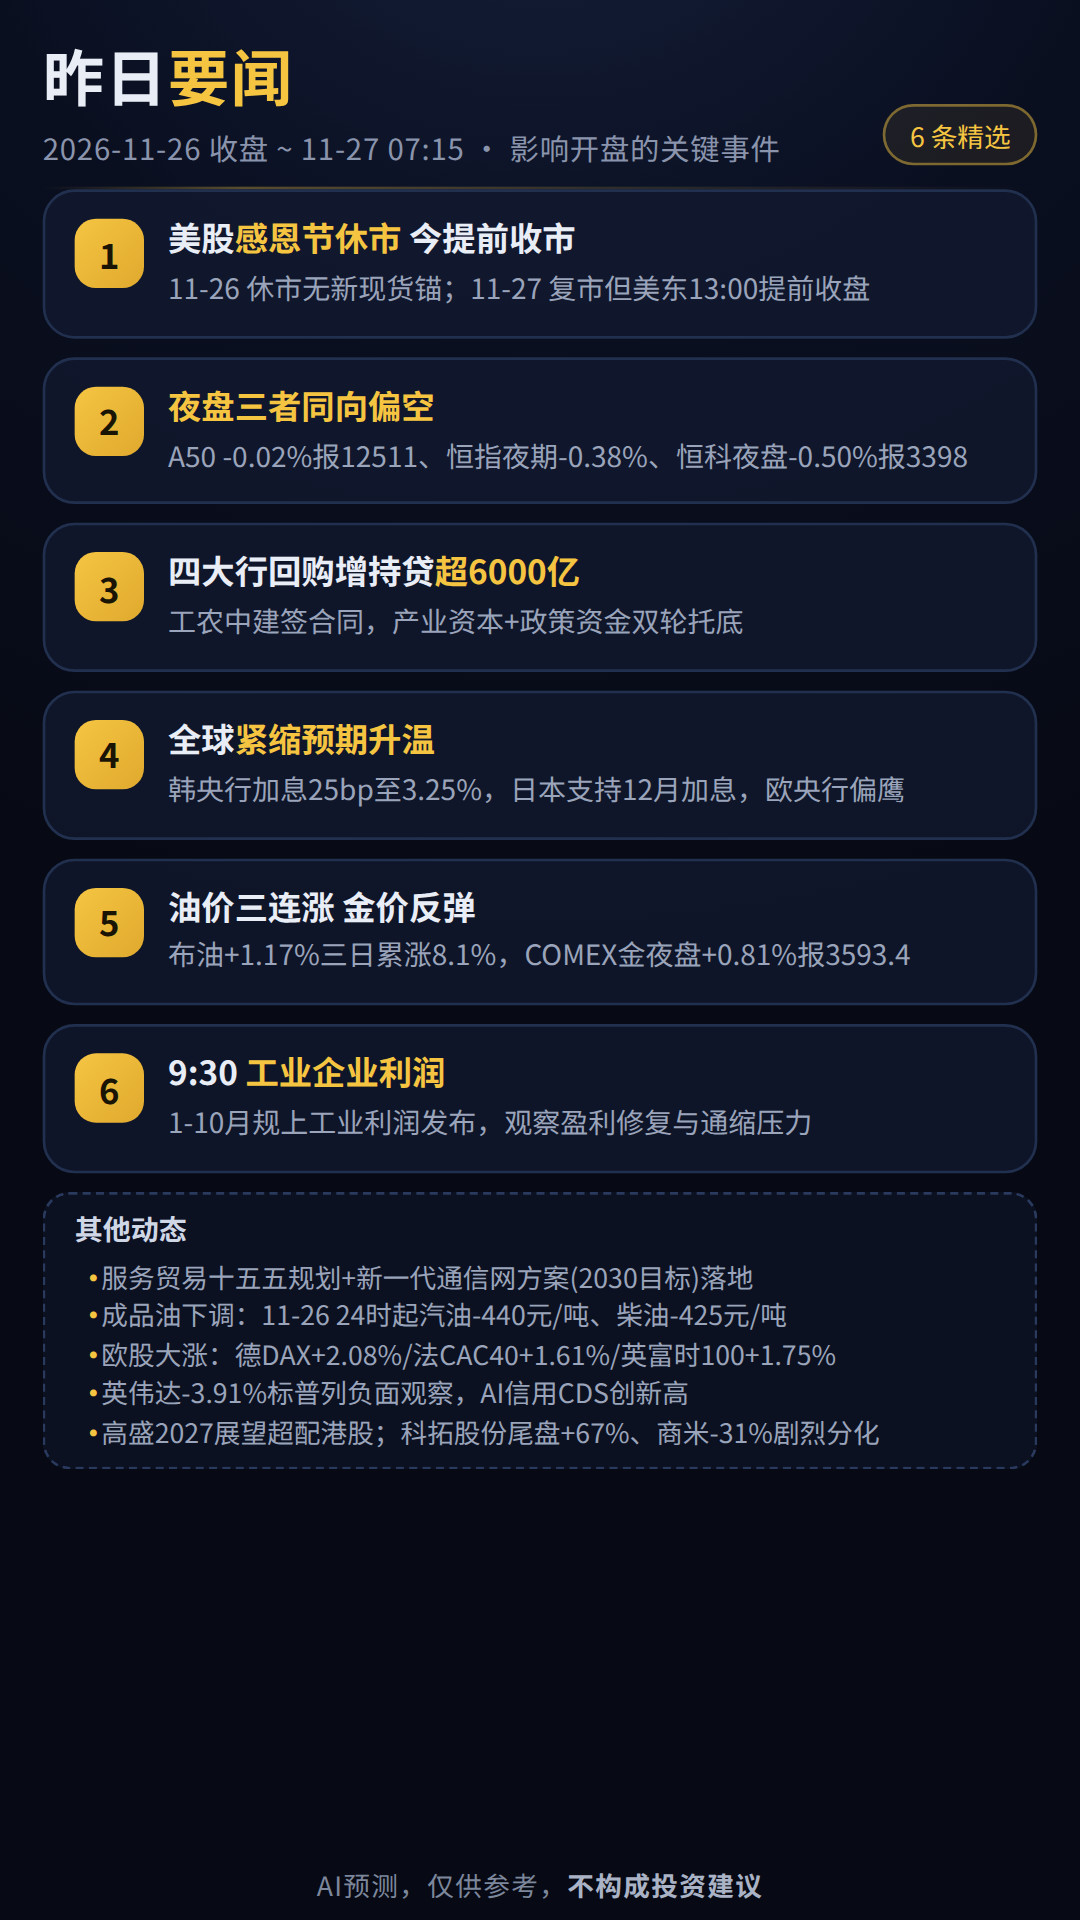 昨日要闻
2026-11-26 收盘 ~ 11-27 07:15 · 影响开盘的关键事件
6 条精选
1
美股感恩节休市 今提前收市
11-26 休市无新现货锚；11-27 复市但美东13:00提前收盘
2
夜盘三者同向偏空
A50 -0.02%报12511、恒指夜期-0.38%、恒科夜盘-0.50%报3398
3
四大行回购增持贷超6000亿
工农中建签合同，产业资本+政策资金双轮托底
4
全球紧缩预期升温
韩央行加息25bp至3.25%，日本支持12月加息，欧央行偏鹰
5
油价三连涨 金价反弹
布油+1.17%三日累涨8.1%，COMEX金夜盘+0.81%报3593.4
6
9:30 工业企业利润
1-10月规上工业利润发布，观察盈利修复与通缩压力
其他动态
•服务贸易十五五规划+新一代通信网方案(2030目标)落地
•成品油下调：11-26 24时起汽油-440元/吨、柴油-425元/吨
•欧股大涨：德DAX+2.08%/法CAC40+1.61%/英富时100+1.75%
•英伟达-3.91%标普列负面观察，AI信用CDS创新高
•高盛2027展望超配港股；科拓股份尾盘+67%、商米-31%剧烈分化
AI预测，仅供参考，不构成投资建议